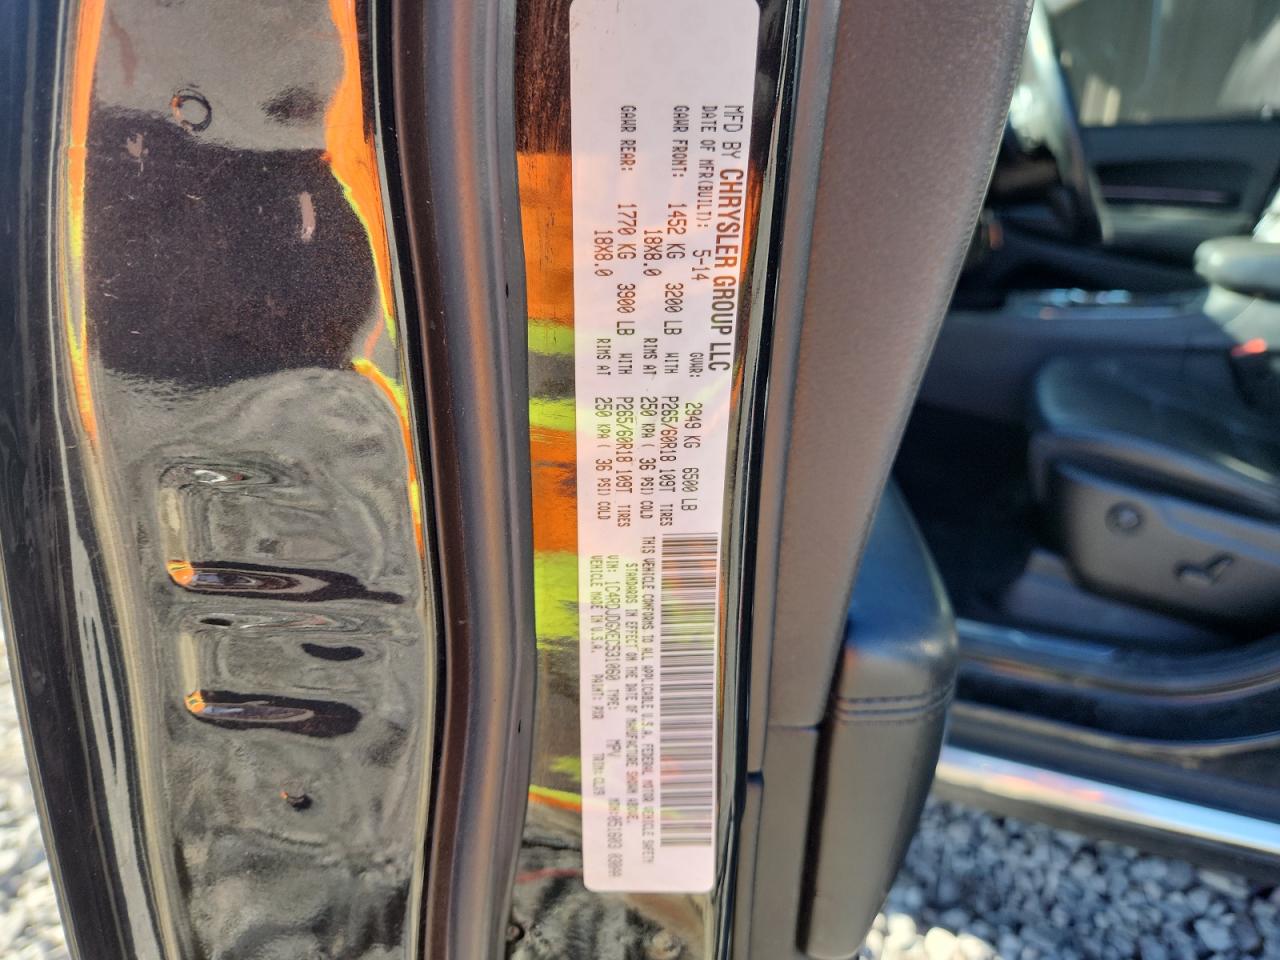 MFD BY CHRYSLER GROUP LLC
DATE OF MFR(BUILT): 5-14 GVWR: 2949 KG 6500 LB
GAWR FRONT: 1452 KG 3200 LB WITH P265/60R18 109T TIRES
18X8.0 RIMS AT 250 KPA ( 36 PSI) COLD
GAWR REAR: 1770 KG 3900 LB WITH P265/60R18 109T TIRES
18X8.0 RIMS AT 250 KPA ( 36 PSI) COLD
THIS VEHICLE CONFORMS TO ALL APPLICABLE U.S.A. FEDERAL MOTOR VEHICLE SAFETY
STANDARDS IN EFFECT ON THE DATE OF MANUFACTURE SHOWN ABOVE.
VIN: 1C4RDJDGXEC531060 TYPE: MPV
VEHICLE MADE IN U.S.A. PAINT: PXR TRIM: CLX9